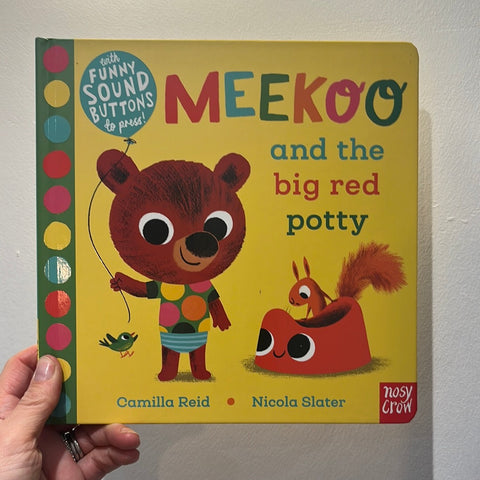 with
FUNNY
SOUND
BUTTONS
to press!
MEEKOO
and the
big red
potty
Camilla Reid • Nicola Slater
nosy
crow